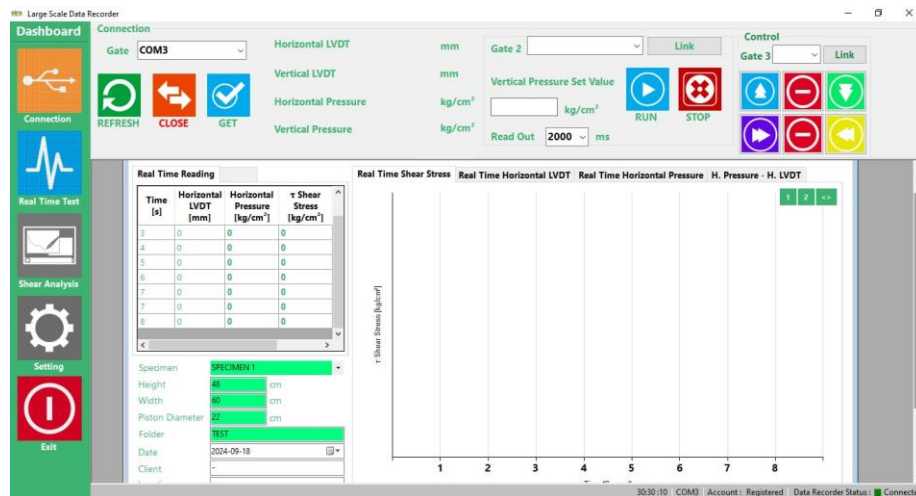 Large Scale Data Recorder
Dashboard
Connection
Real Time Test
Shear Analysis
Setting
Exit
Connection
Gate COM3
REFRESH CLOSE GET
Horizontal LVDT mm
Vertical LVDT mm
Horizontal Pressure kg/cm²
Vertical Pressure kg/cm²
Gate 2 Link
Vertical Pressure Set Value
kg/cm²
Read Out 2000 ms
RUN STOP
Control
Gate 3 Link
Real Time Reading
Time [s] Horizontal LVDT [mm] Horizontal Pressure [kg/cm²] τ Shear Stress [kg/cm²]
3 0 0 0
4 0 0 0
5 0 0 0
6 0 0 0
7 0 0 0
7 0 0 0
8 0 0 0
Specimen SPECIMEN 1
Height 48 cm
Width 60 cm
Piston Diameter 22 cm
Folder TEST
Date 2024-09-18
Client -
Real Time Shear Stress Real Time Horizontal LVDT Real Time Horizontal Pressure H. Pressure - H. LVDT
1 2 <>
τ Shear Stress [kg/cm²]
1 2 3 4 5 6 7 8
30:30 :10 COM3 Account : Registered Data Recorder Status : Connecte